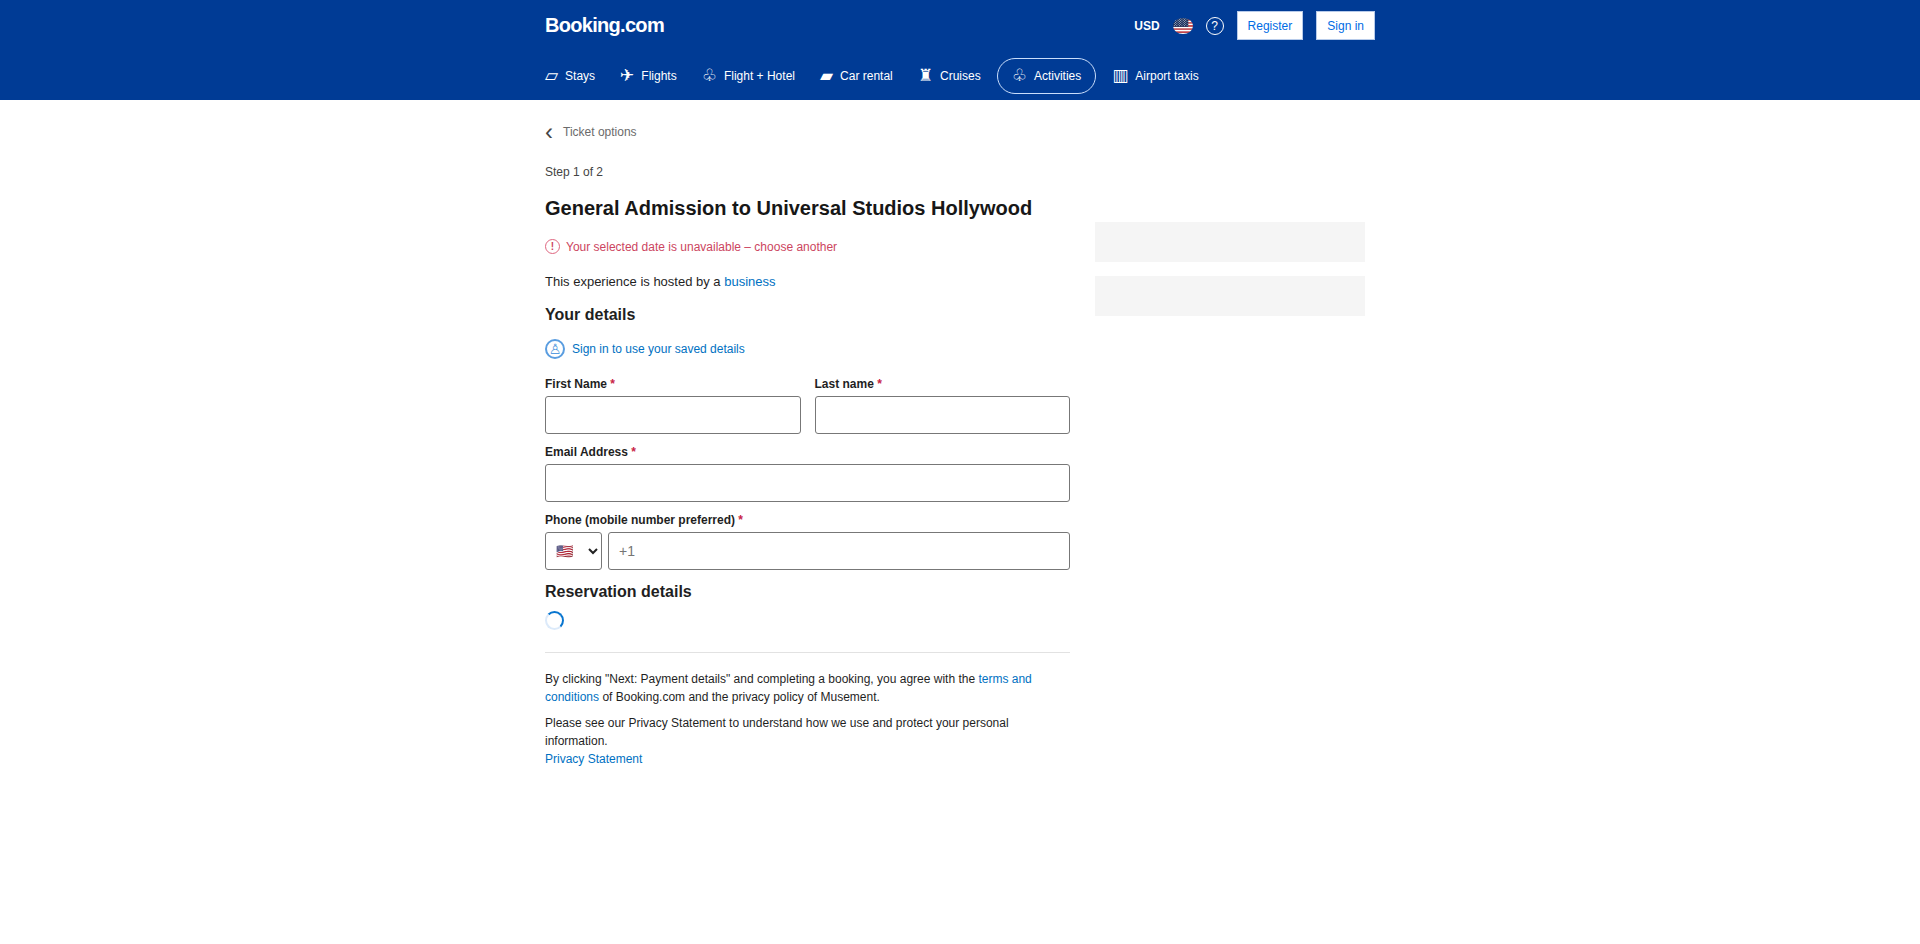 Booking.com
USD
?
Register
Sign in
Stays
Flights
Flight + Hotel
Car rental
Cruises
Activities
Airport taxis
Ticket options
Step 1 of 2
General Admission to Universal Studios Hollywood
! Your selected date is unavailable – choose another
This experience is hosted by a business
Your details
Sign in to use your saved details
First Name *
Last name *
Email Address *
Phone (mobile number preferred) *
+1
Reservation details
By clicking "Next: Payment details" and completing a booking, you agree with the terms and
conditions of Booking.com and the privacy policy of Musement.
Please see our Privacy Statement to understand how we use and protect your personal
information.
Privacy Statement